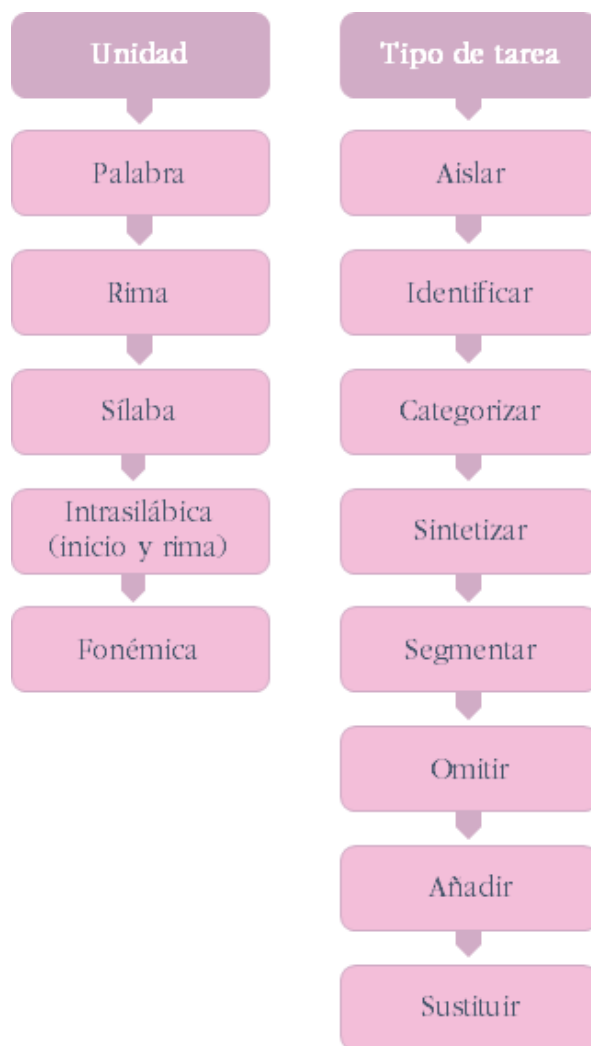 Unidad
Palabra
Rima
Sílaba
Intrasilábica
(inicio y rima)
Fonémica
Tipo de tarea
Aislar
Identificar
Categorizar
Sintetizar
Segmentar
Omitir
Añadir
Sustituir